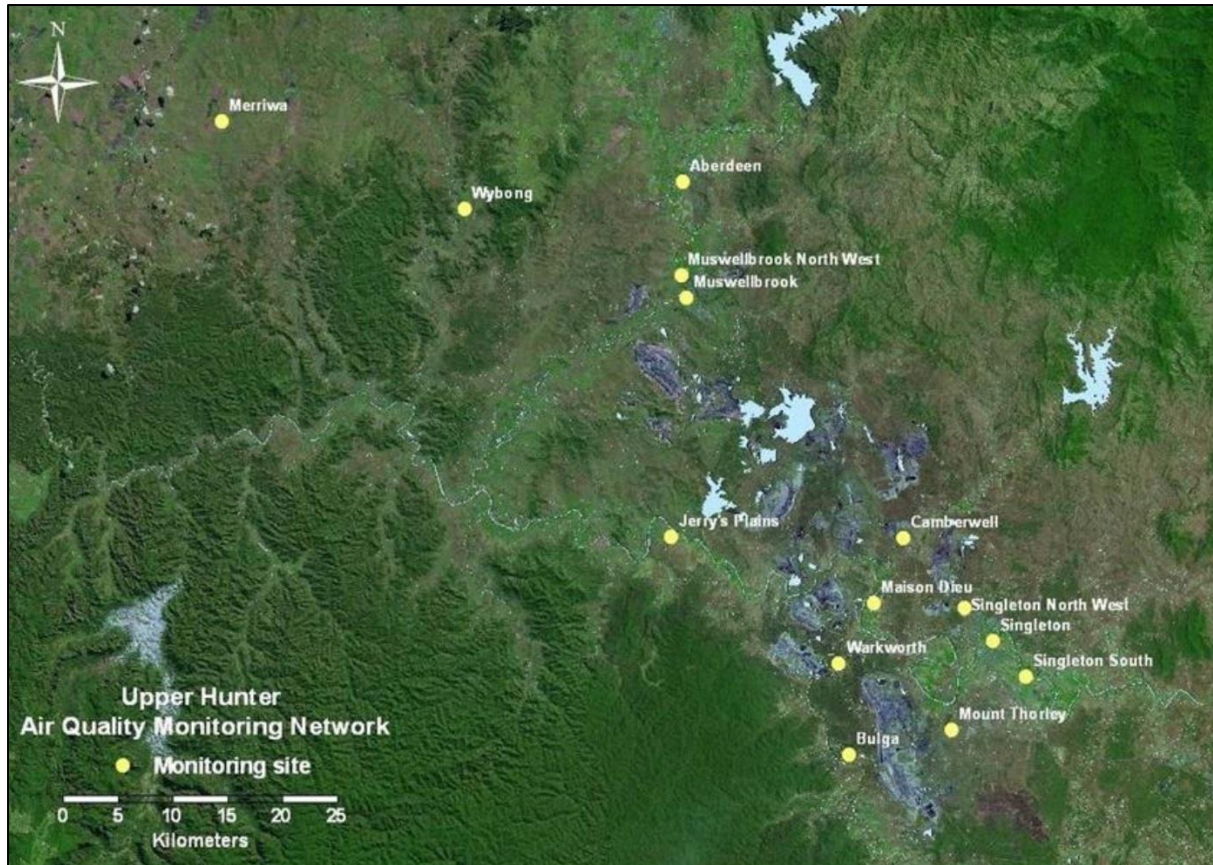 N
Merriwa
Aberdeen
Wybong
Muswellbrook North West
Muswellbrook
Jerry's Plains
Camberwell
Maison Dieu
Singleton North West
Singleton
Warkworth
Singleton South
Mount Thorley
Bulga
Upper Hunter
Air Quality Monitoring Network
Monitoring site
0 5 10 15 20 25
Kilometers